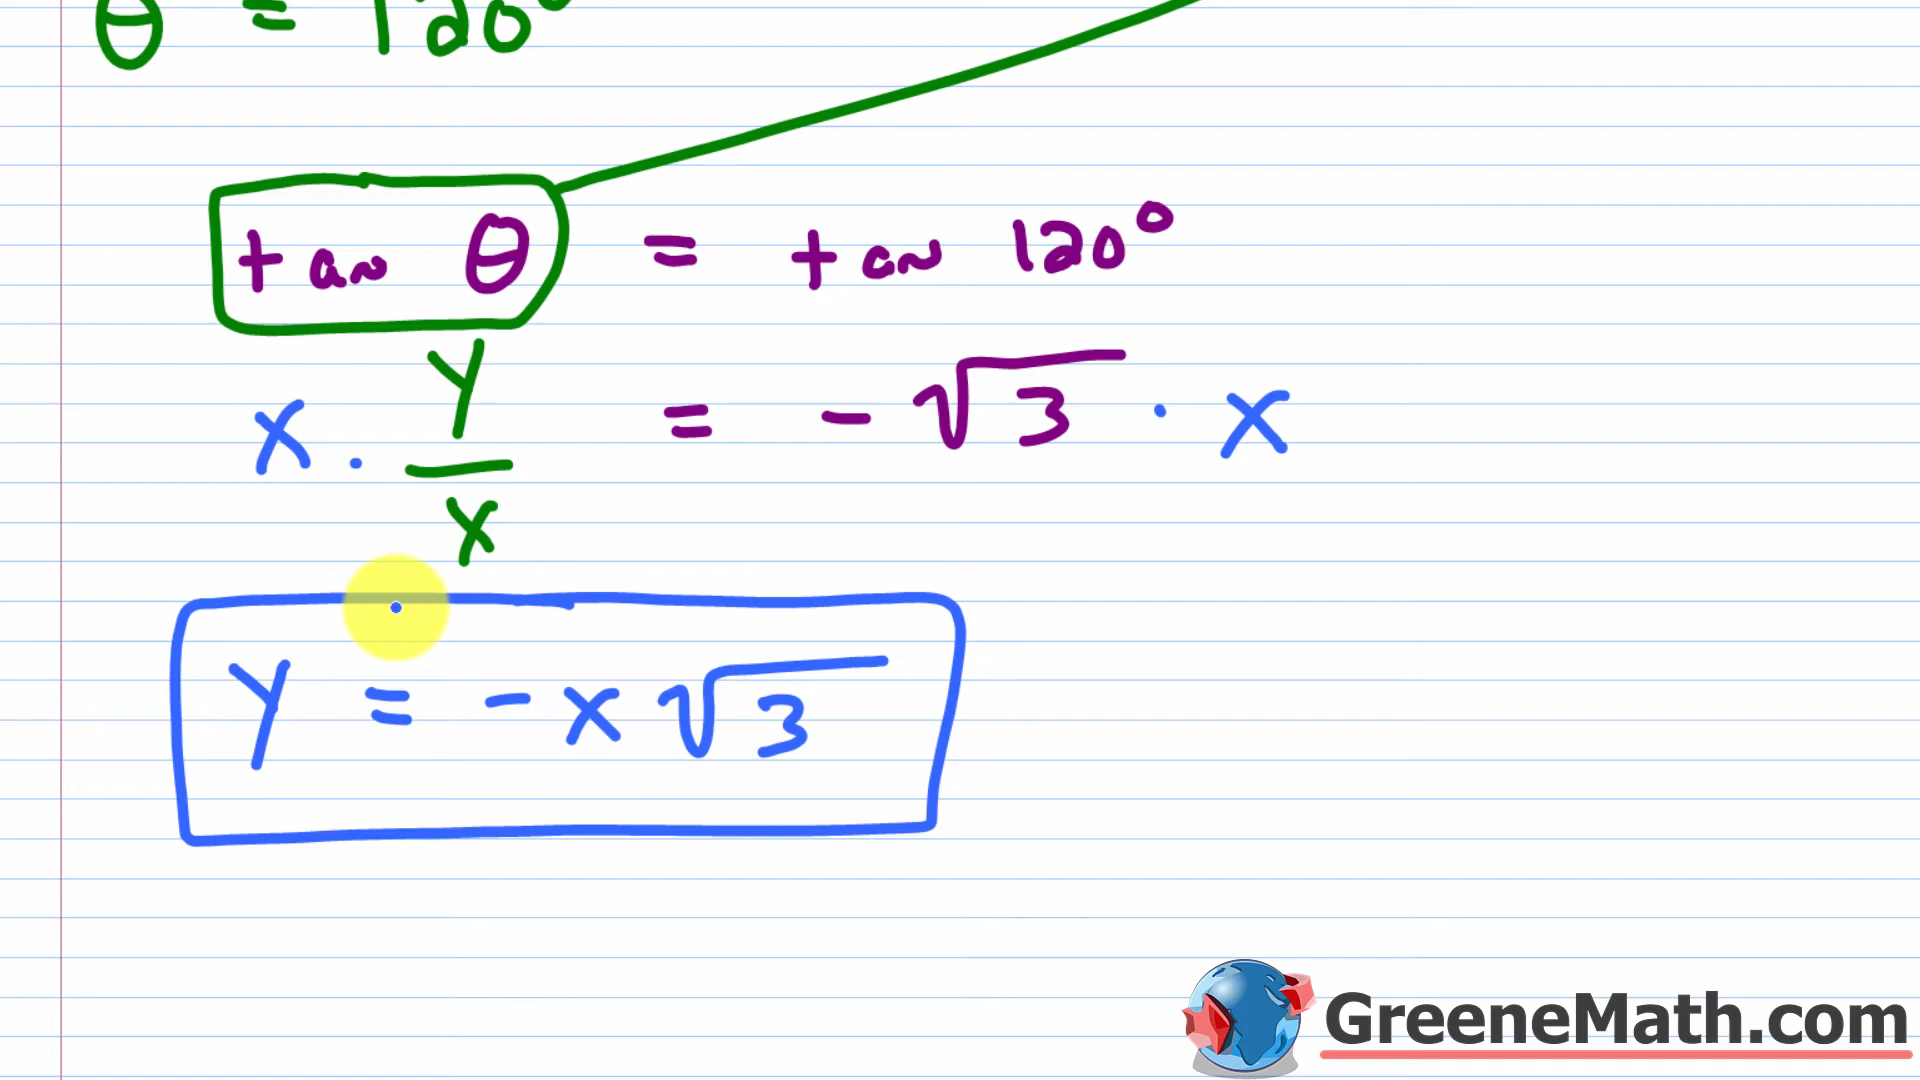 θ = 120°
tan θ = tan 120°
x · y/x = -√3 · x
y = -x√3
GreeneMath.com